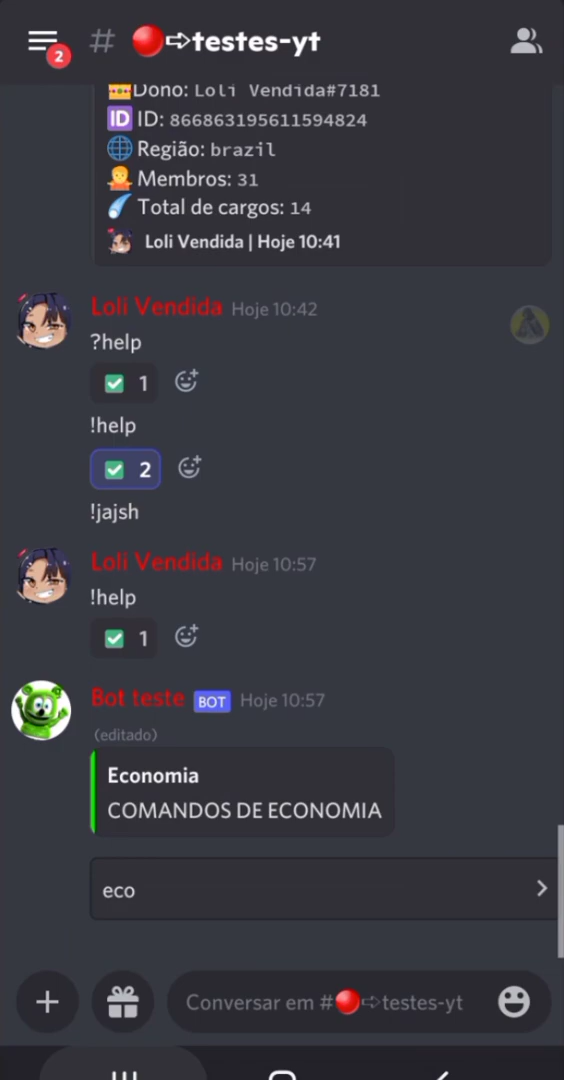 2
# 🔴➪testes-yt
Dono: Loli Vendida#7181
ID ID: 866863195611594824
Região: brazil
Membros: 31
Total de cargos: 14
Loli Vendida | Hoje 10:41
Loli Vendida Hoje 10:42
?help
1
!help
2
!jajsh
Loli Vendida Hoje 10:57
!help
1
Bot teste BOT Hoje 10:57
(editado)
Economia
COMANDOS DE ECONOMIA
eco
Conversar em #🔴➪testes-yt